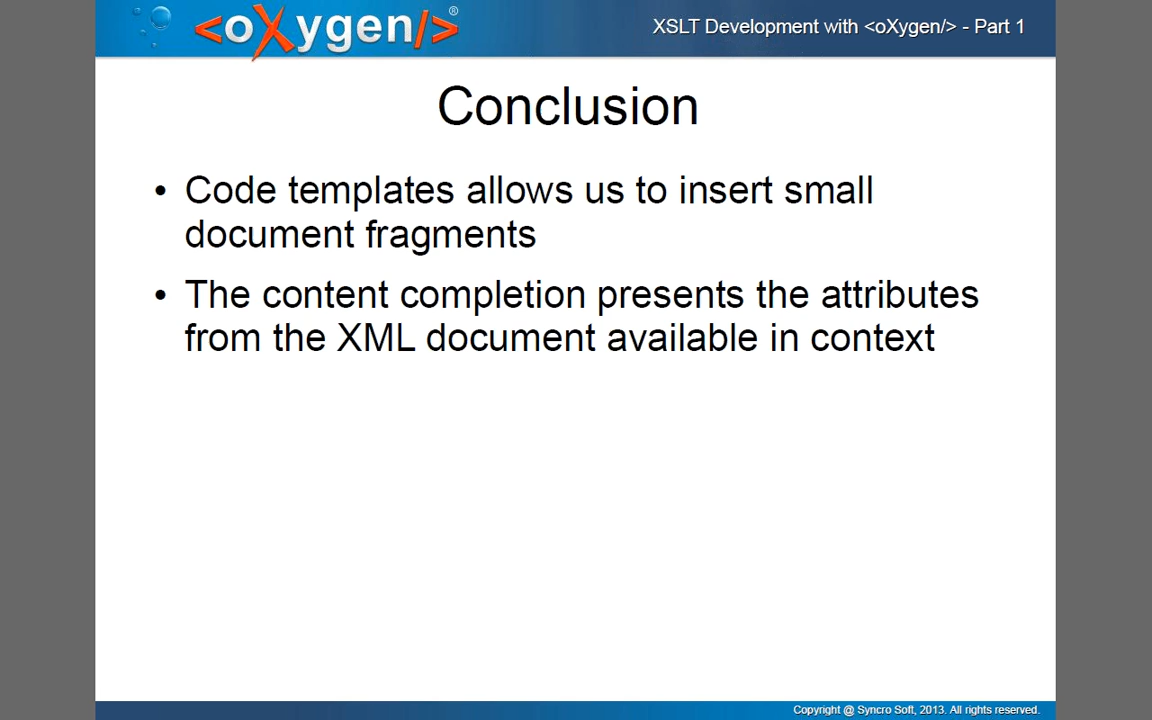 <oXygen/>®
XSLT Development with <oXygen/> - Part 1
Conclusion
• Code templates allows us to insert small
document fragments
• The content completion presents the attributes
from the XML document available in context
Copyright @ Syncro Soft, 2013. All rights reserved.